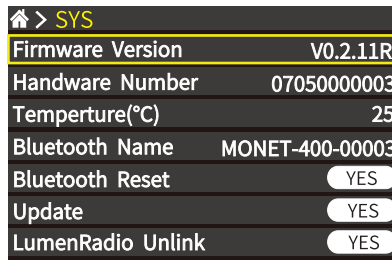 > SYS
Firmware Version V0.2.11R
Handware Number 07050000003
Temperture(°C) 25
Bluetooth Name MONET-400-00003
Bluetooth Reset YES
Update YES
LumenRadio Unlink YES